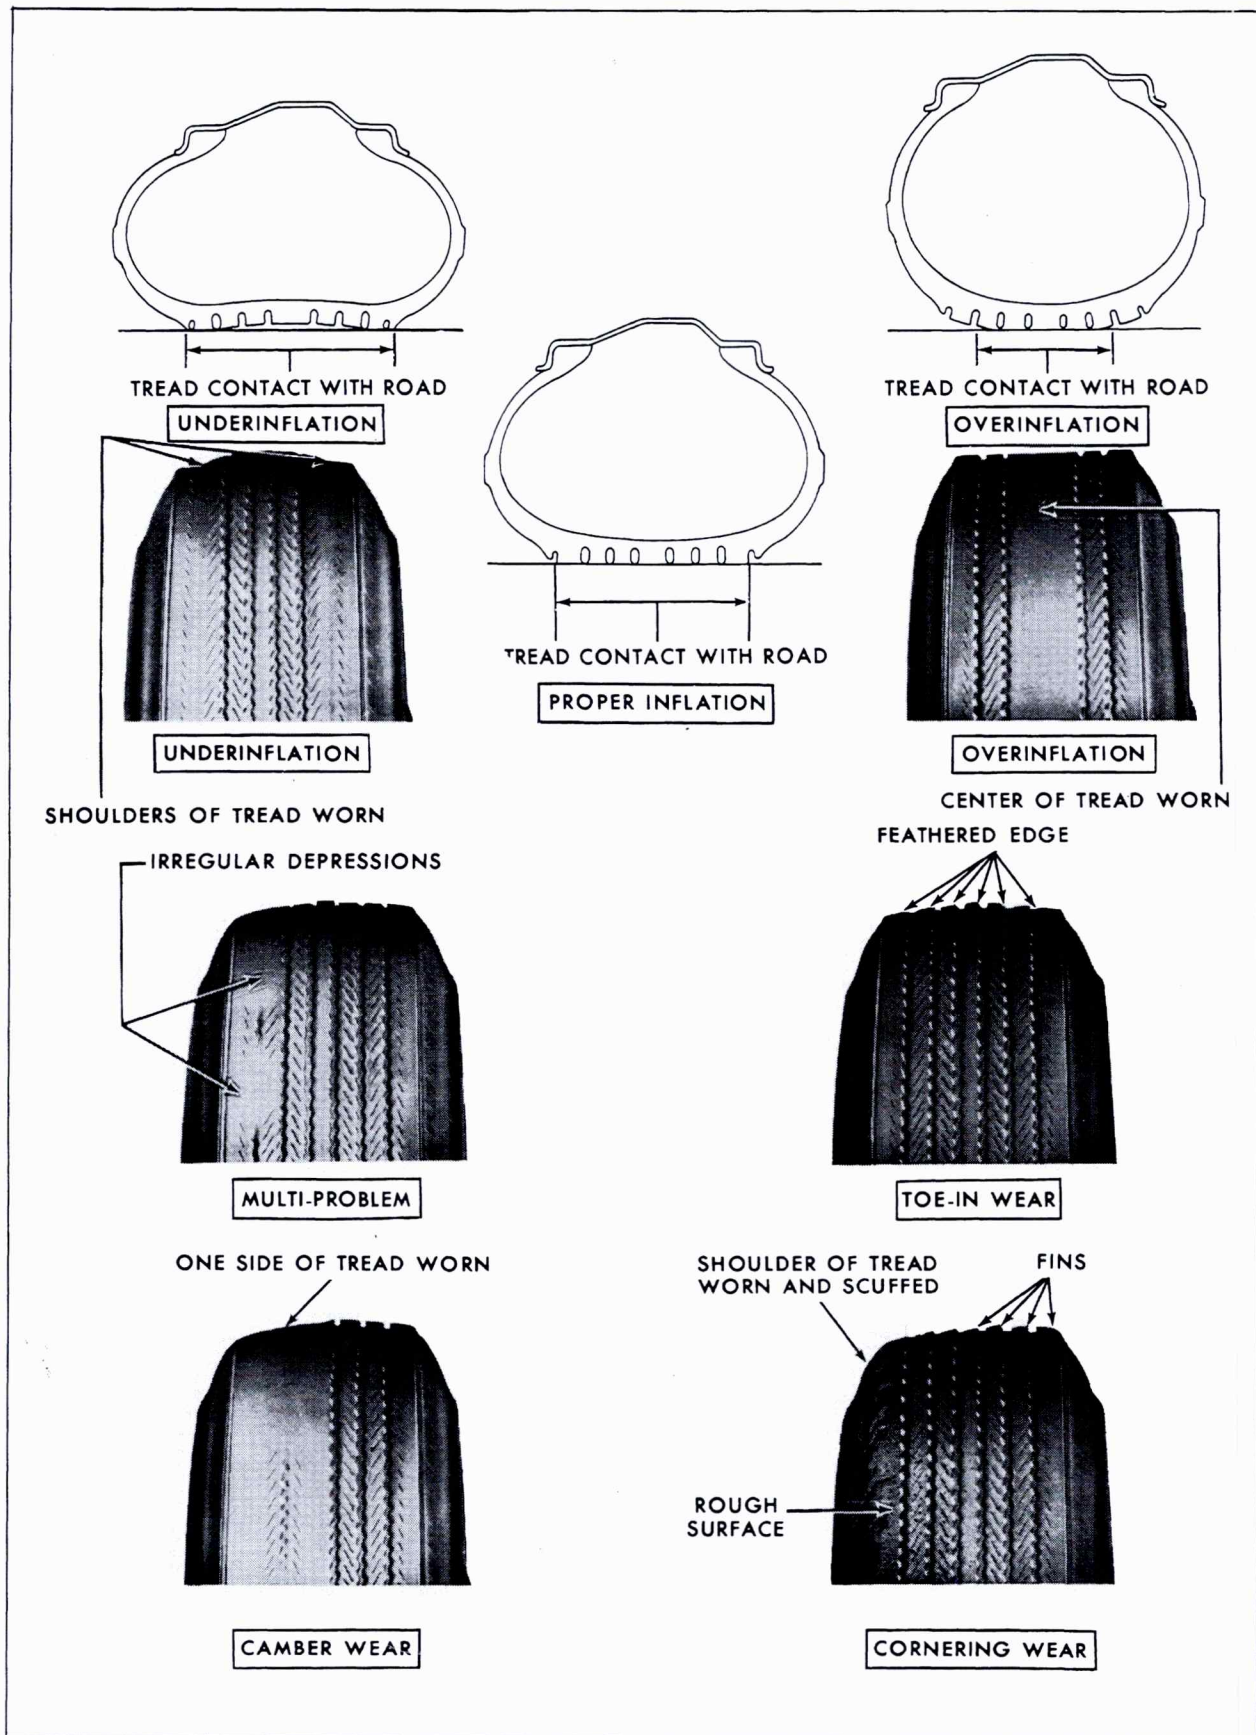 TREAD CONTACT WITH ROAD
UNDERINFLATION
TREAD CONTACT WITH ROAD
OVERINFLATION
TREAD CONTACT WITH ROAD
PROPER INFLATION
UNDERINFLATION
OVERINFLATION
SHOULDERS OF TREAD WORN
CENTER OF TREAD WORN
IRREGULAR DEPRESSIONS
FEATHERED EDGE
MULTI-PROBLEM
TOE-IN WEAR
ONE SIDE OF TREAD WORN
SHOULDER OF TREAD
WORN AND SCUFFED
FINS
ROUGH
SURFACE
CAMBER WEAR
CORNERING WEAR